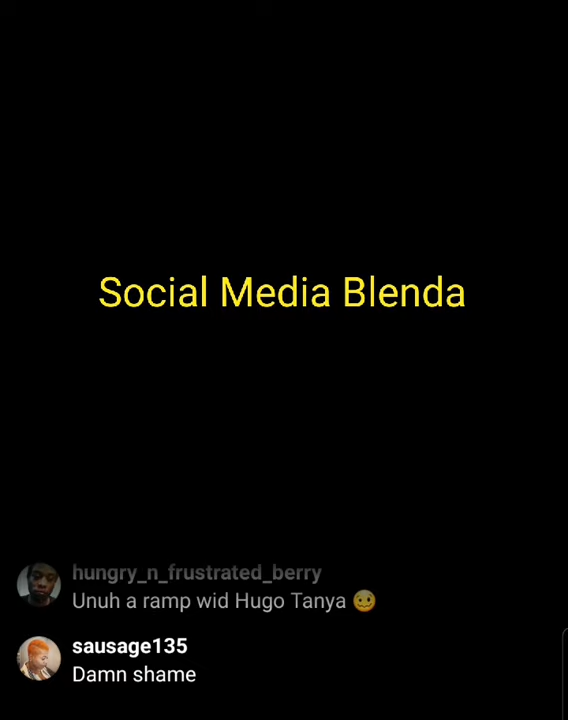 Social Media Blenda
hungry_n_frustrated_berry
Unuh a ramp wid Hugo Tanya 🥴
sausage135
Damn shame